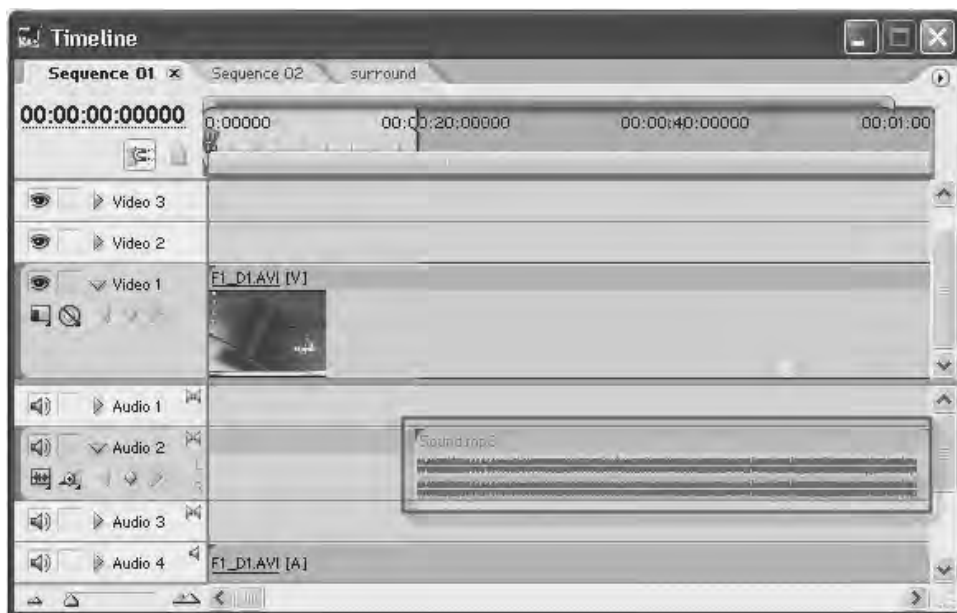 Timeline
Sequence 01 × Sequence 02 surround
00:00:00:00000 0:00000 00:00:20:00000 00:00:40:00000 00:01:00
Video 3
Video 2
Video 1 F1_D1.AVI [V]
Audio 1
Audio 2 Sound.mp3
Audio 3
Audio 4 F1_D1.AVI [A]